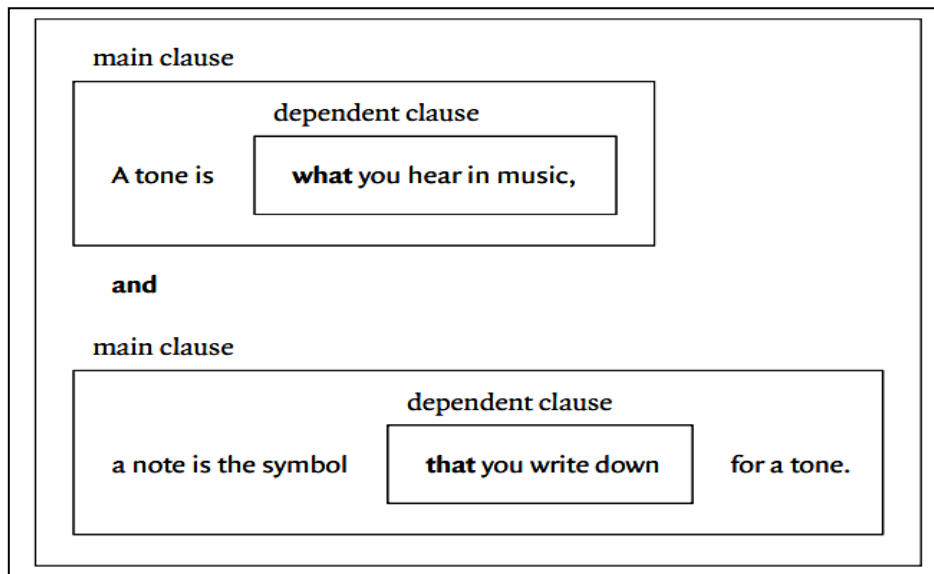 main clause
dependent clause
A tone is what you hear in music,
and
main clause
dependent clause
a note is the symbol that you write down for a tone.